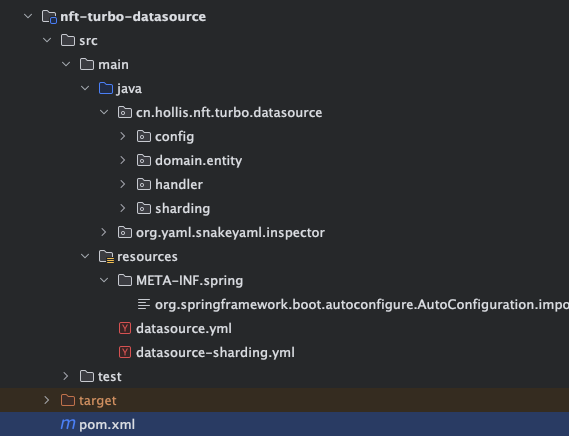 nft-turbo-datasource
src
main
java
cn.hollis.nft.turbo.datasource
config
domain.entity
handler
sharding
org.yaml.snakeyaml.inspector
resources
META-INF.spring
org.springframework.boot.autoconfigure.AutoConfiguration.impo
datasource.yml
datasource-sharding.yml
test
target
pom.xml